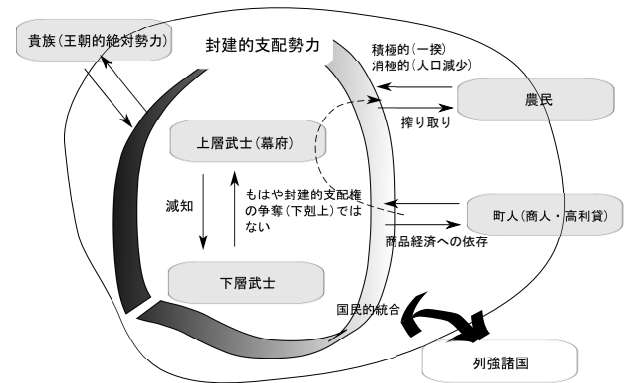 貴族(王朝的絶対勢力)
封建的支配勢力
積極的(一揆)
消極的(人口減少)
農民
搾り取り
上層武士(幕府)
減知
もはや封建的支配権
の争奪(下剋上)では
ない
町人(商人・高利貸)
商品経済への依存
下層武士
国民的統合
列強諸国